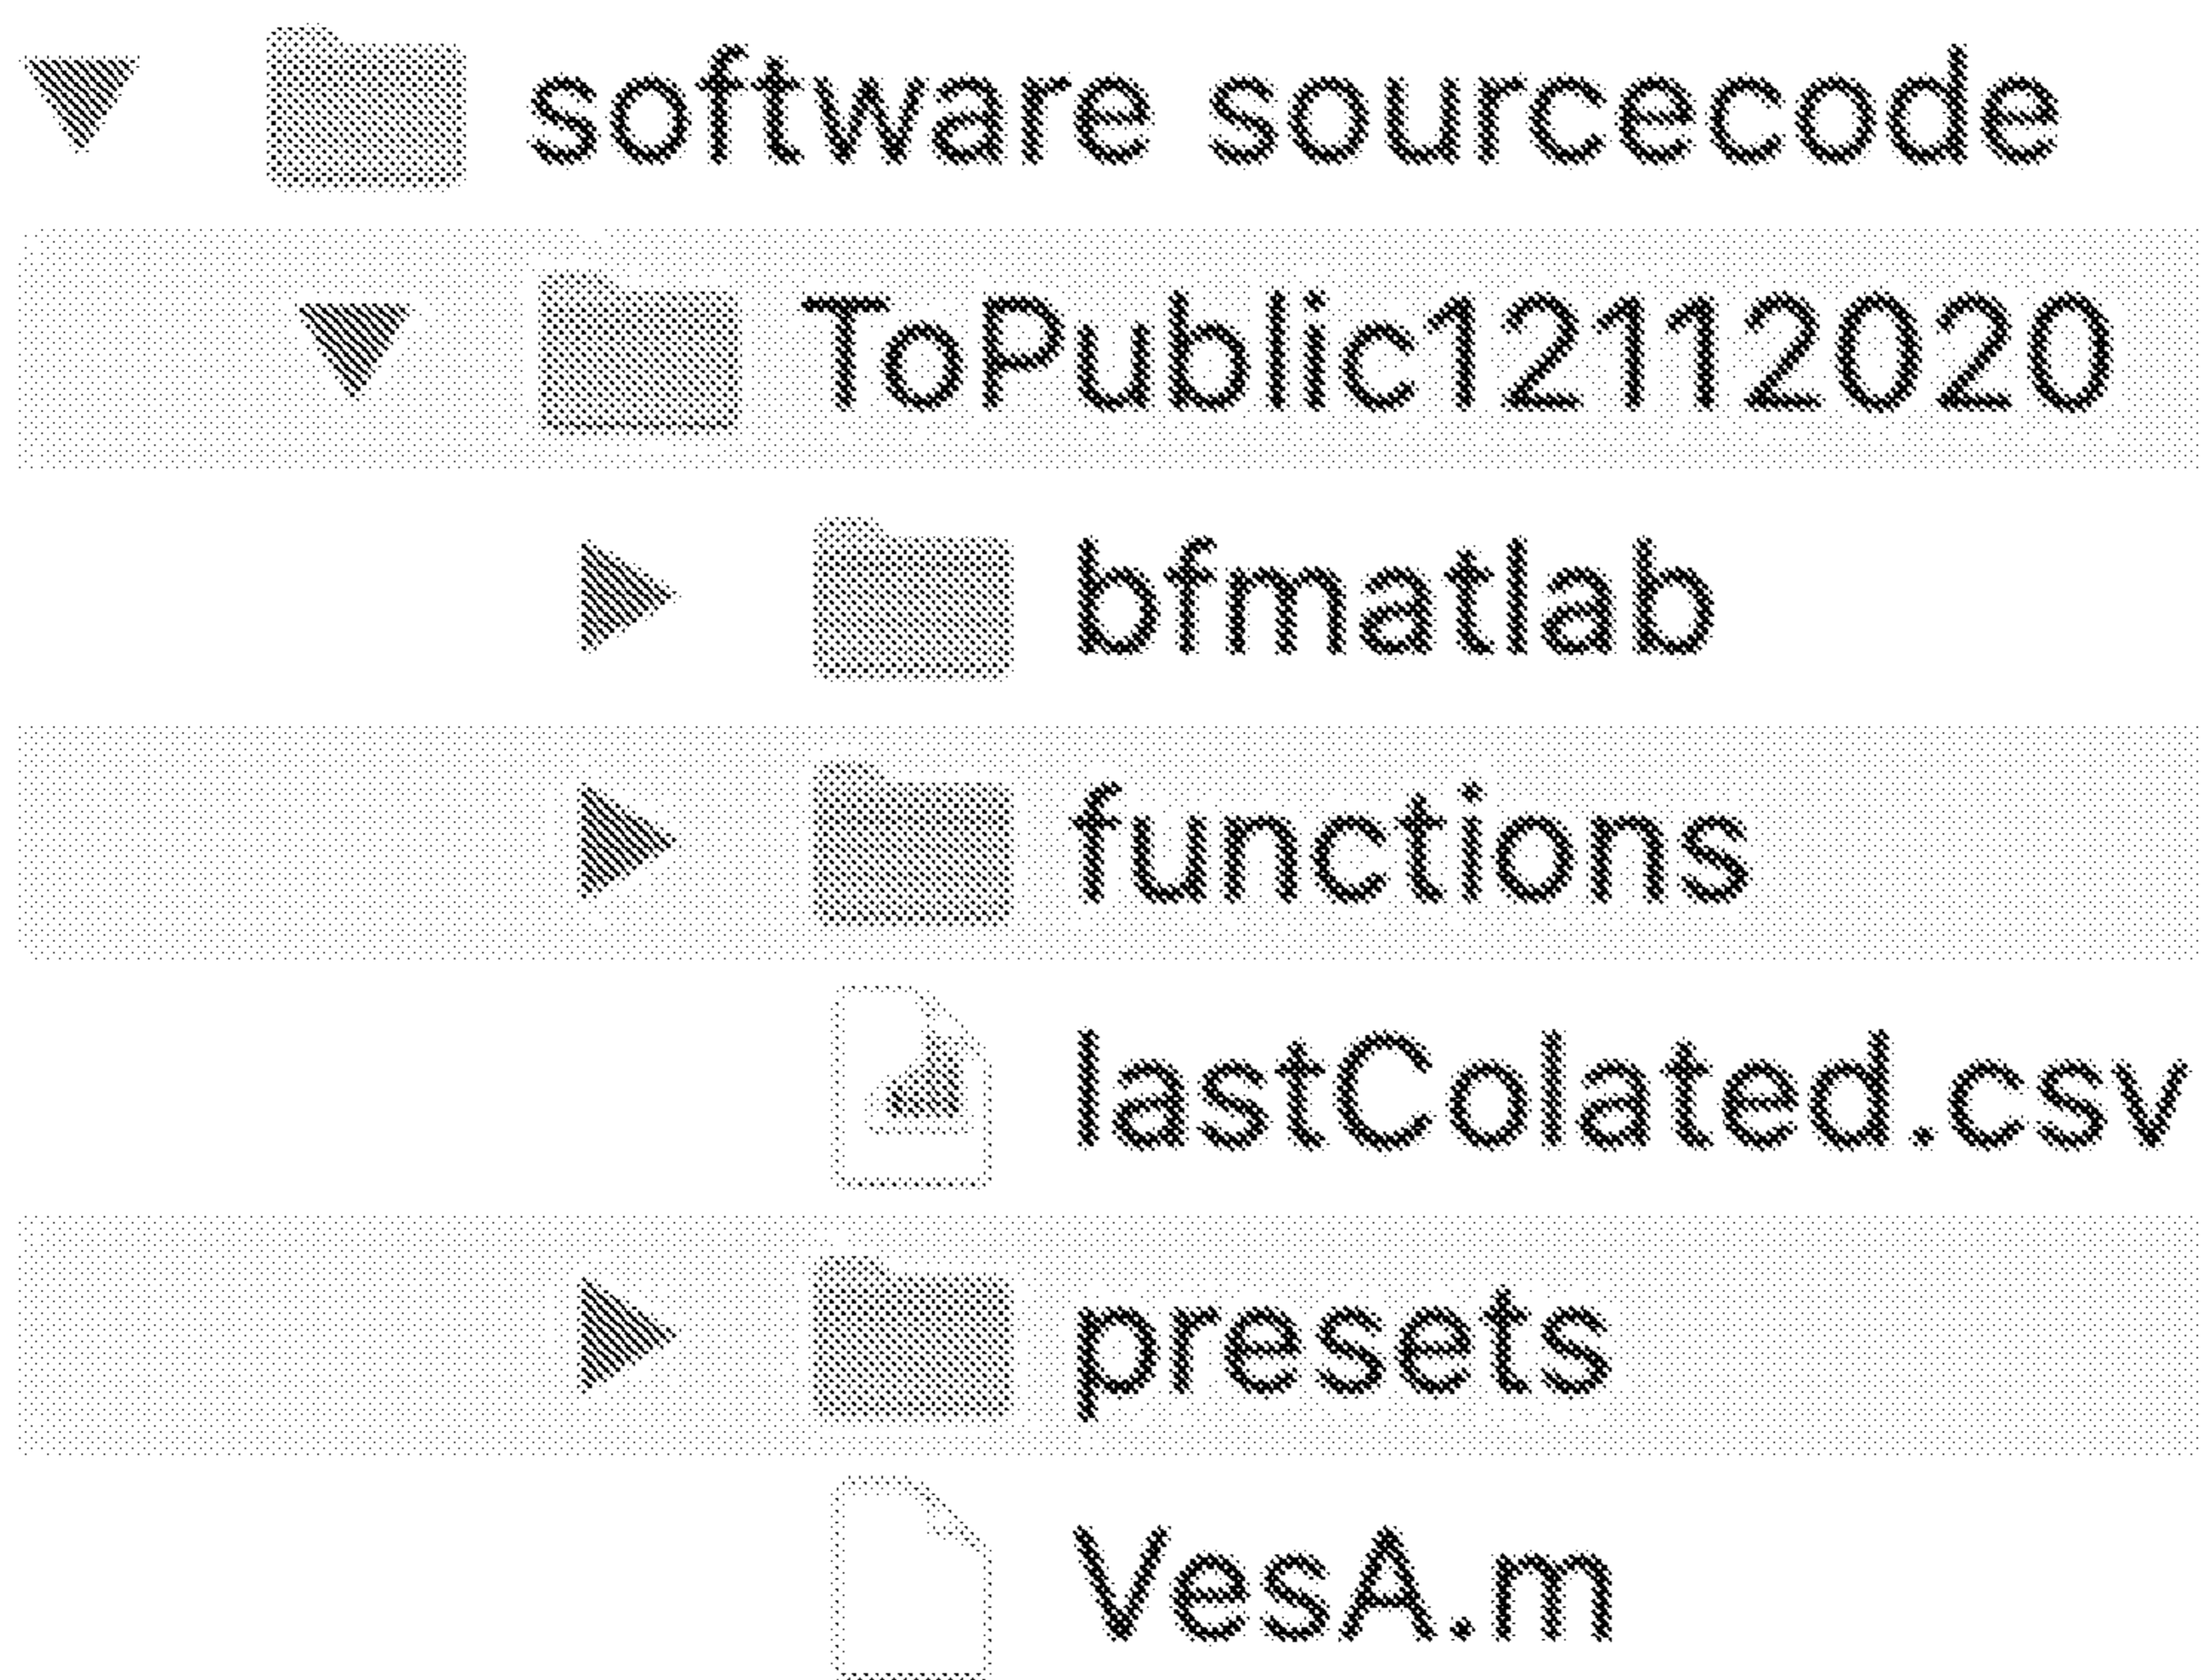 software sourcecode
ToPublic12112020
bfmatlab
functions
lastColated.csv
presets
VesA.m